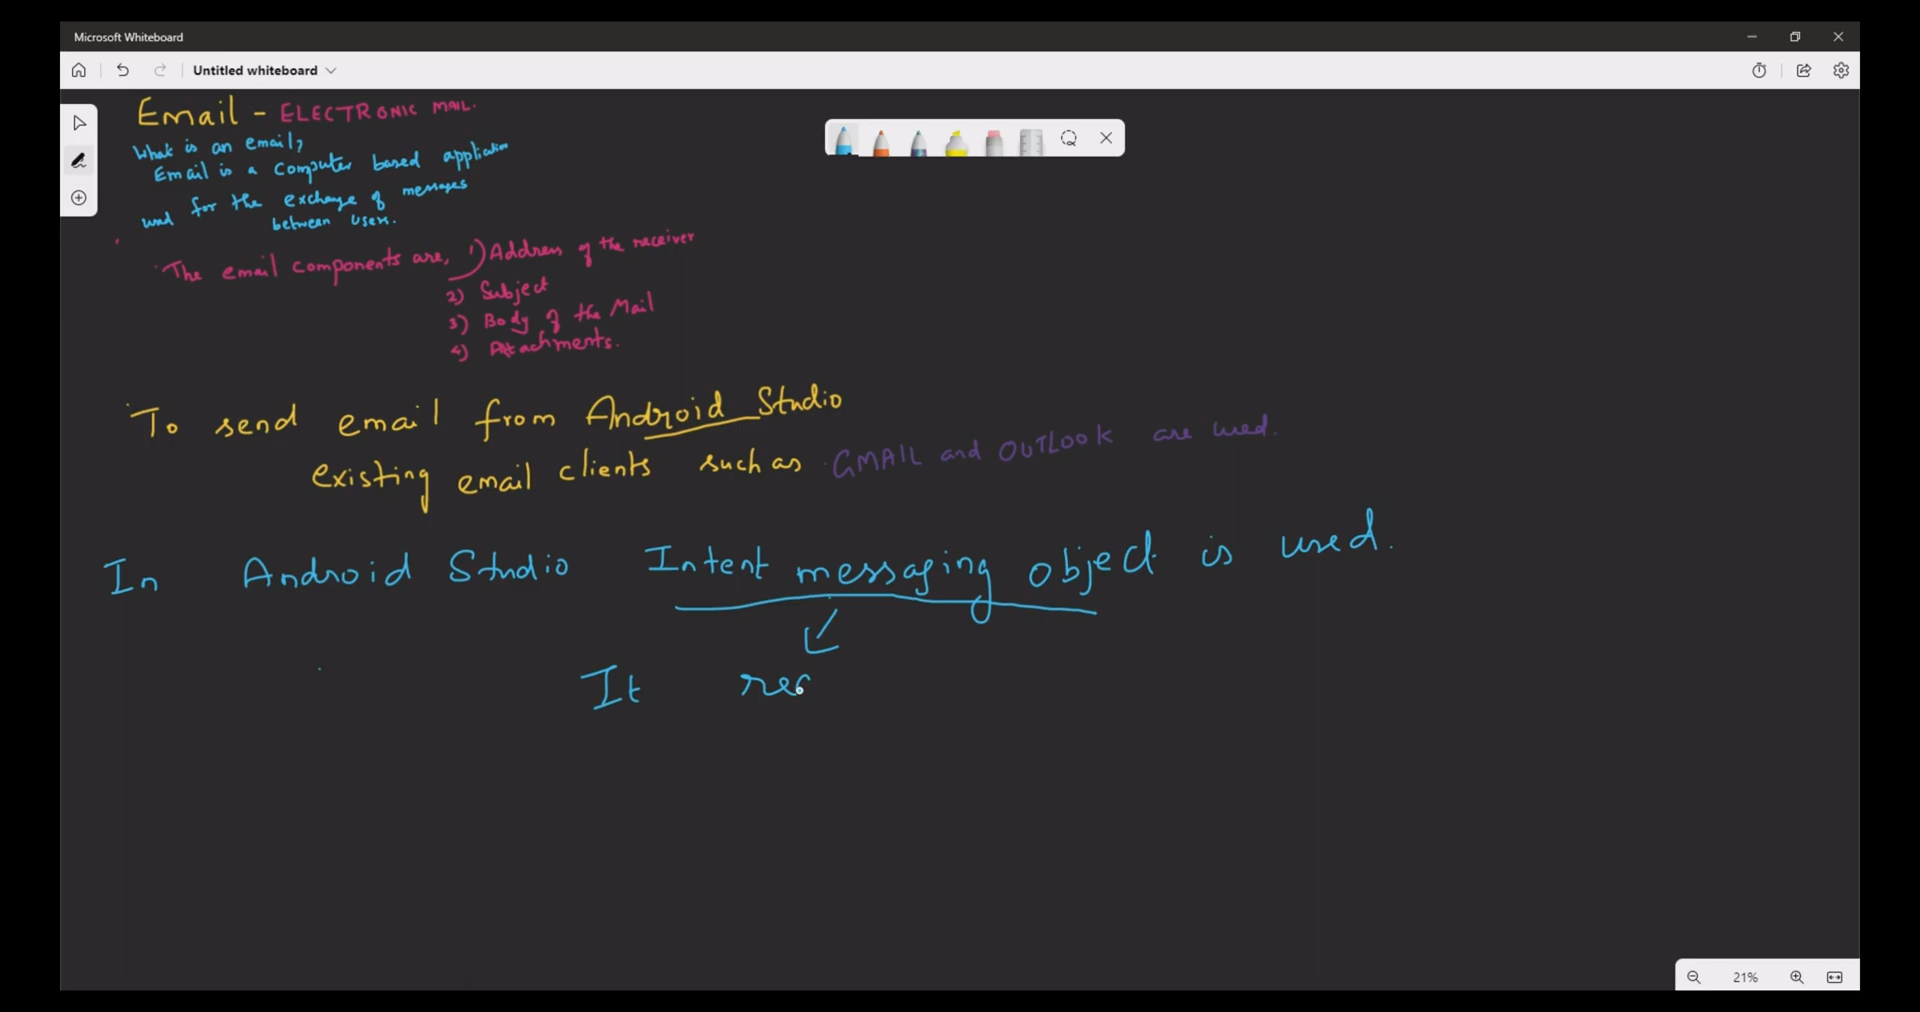 Microsoft Whiteboard
Untitled whiteboard
Email - ELECTRONIC MAIL.
What is an email?
Email is a computer based application
used for the exchange of messages
between users.
The email components are, 1) Address of the receiver
2) Subject
3) Body of the Mail
4) Attachments.
To send email from Android Studio
existing email clients such as GMAIL and OUTLOOK are used.
In Android Studio Intent messaging object is used.
It rec
21%